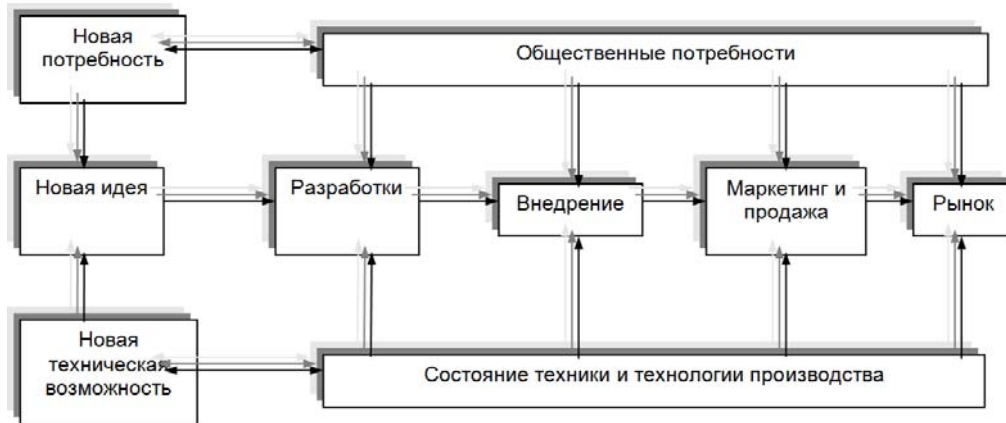 Новая
потребность
Общественные потребности
Новая идея
Разработки
Внедрение
Маркетинг и
продажа
Рынок
Новая
техническая
возможность
Состояние техники и технологии производства